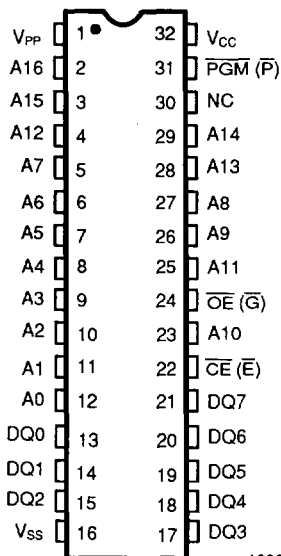 VPP 1 32 VCC
A16 2 31 PGM (P)
A15 3 30 NC
A12 4 29 A14
A7 5 28 A13
A6 6 27 A8
A5 7 26 A9
A4 8 25 A11
A3 9 24 OE (G)
A2 10 23 A10
A1 11 22 CE (E)
A0 12 21 DQ7
DQ0 13 20 DQ6
DQ1 14 19 DQ5
DQ2 15 18 DQ4
VSS 16 17 DQ3